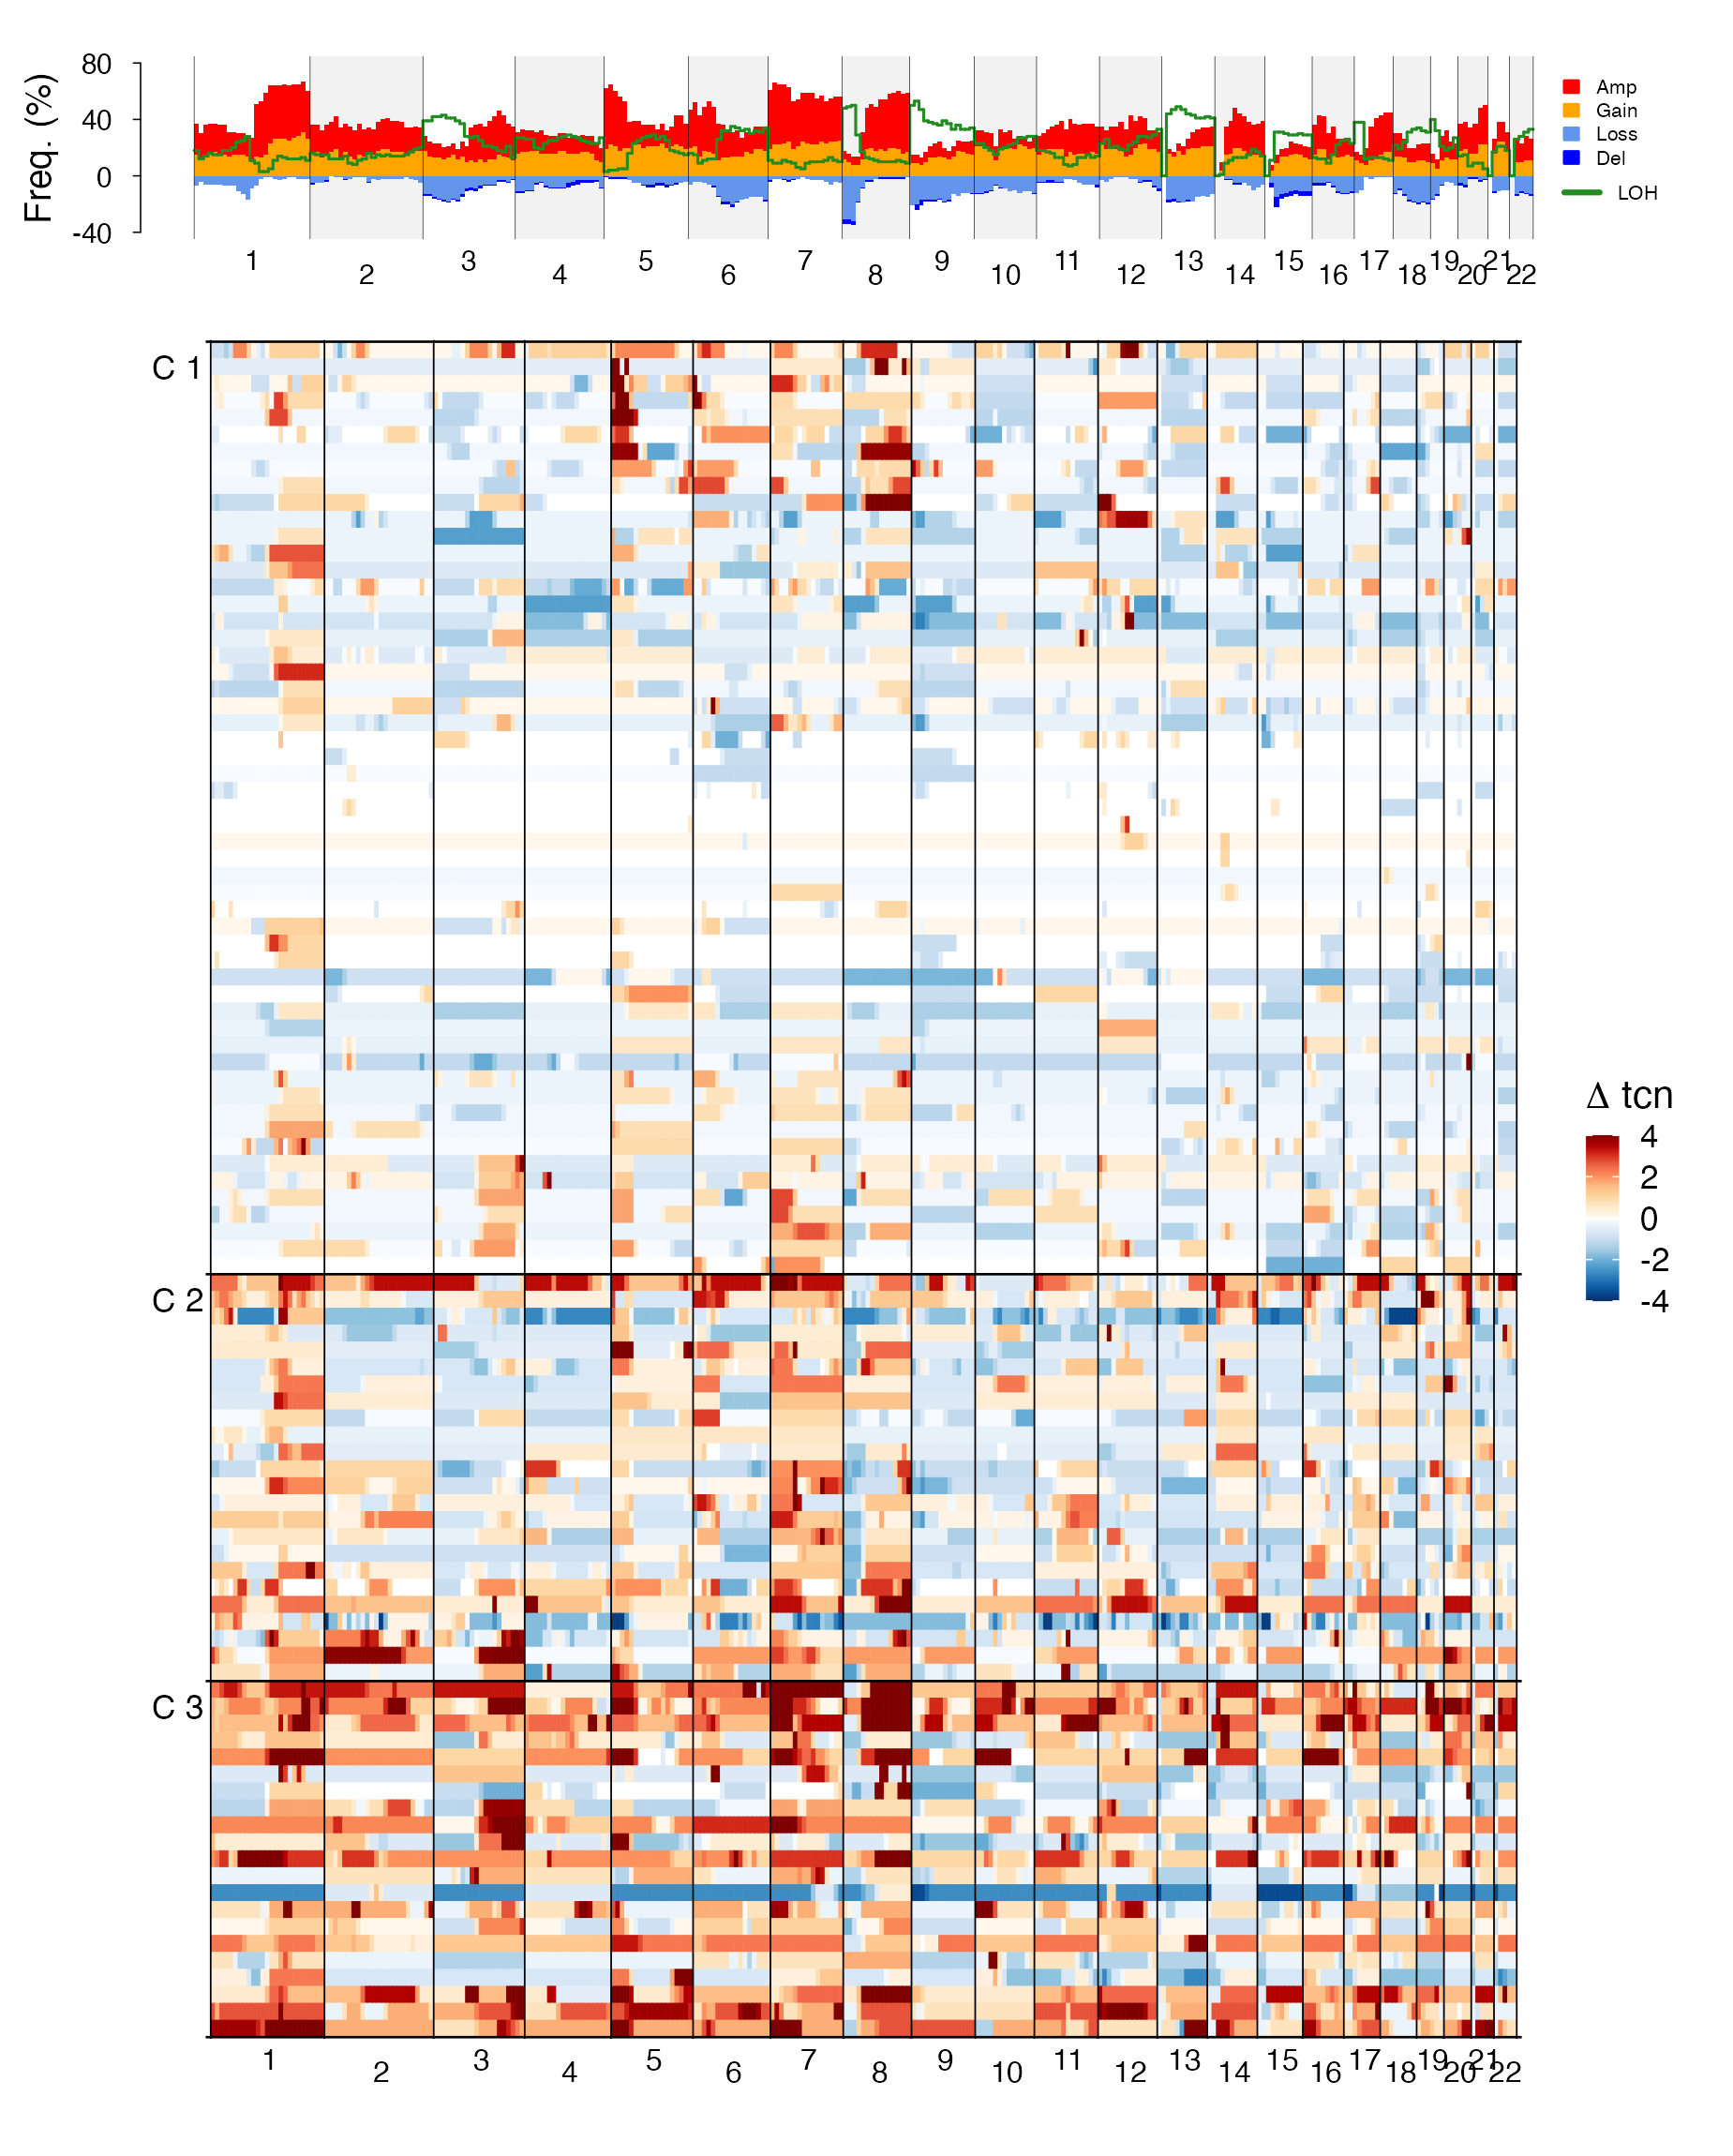 Freq. (%)
80
40
0
-40
Amp
Gain
Loss
Del
LOH
1 2 3 4 5 6 7 8 9 10 11 12 13 14 15 16 17 18 19 20 21 22
C 1
C 2
C 3
Δ tcn
4
2
0
-2
-4
1 2 3 4 5 6 7 8 9 10 11 12 13 14 15 16 17 18 19 20 21 22